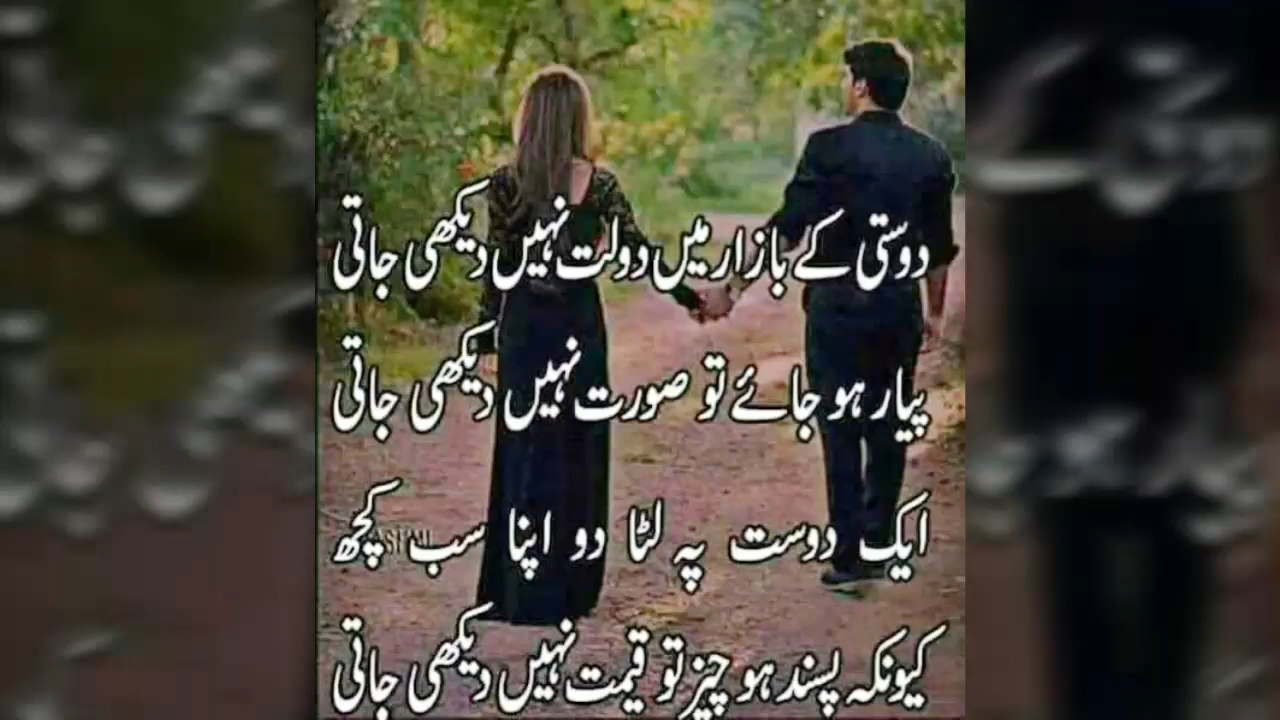 دوستی کے بازار میں دولت نہیں دیکھی جاتی
پیار ہو جائے تو صورت نہیں دیکھی جاتی
ایک دوست پہ لٹا دو اپنا سب کچھ
کیونکہ پسند ہو چیز تو قیمت نہیں دیکھی جاتی